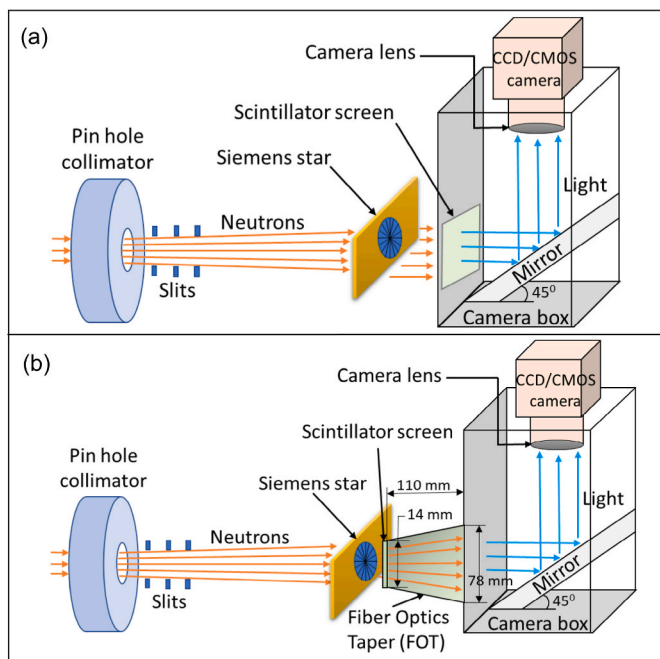 (a)
Camera lens
CCD/CMOS
camera
Scintillator screen
Pin hole
collimator
Siemens star
Neutrons
Light
Slits
Mirror
45⁰
Camera box
(b)
Camera lens
CCD/CMOS
camera
Scintillator screen
Pin hole
collimator
Siemens star
110 mm
14 mm
Neutrons
Light
78 mm
Slits
Mirror
Fiber Optics
Taper (FOT)
45⁰
Camera box